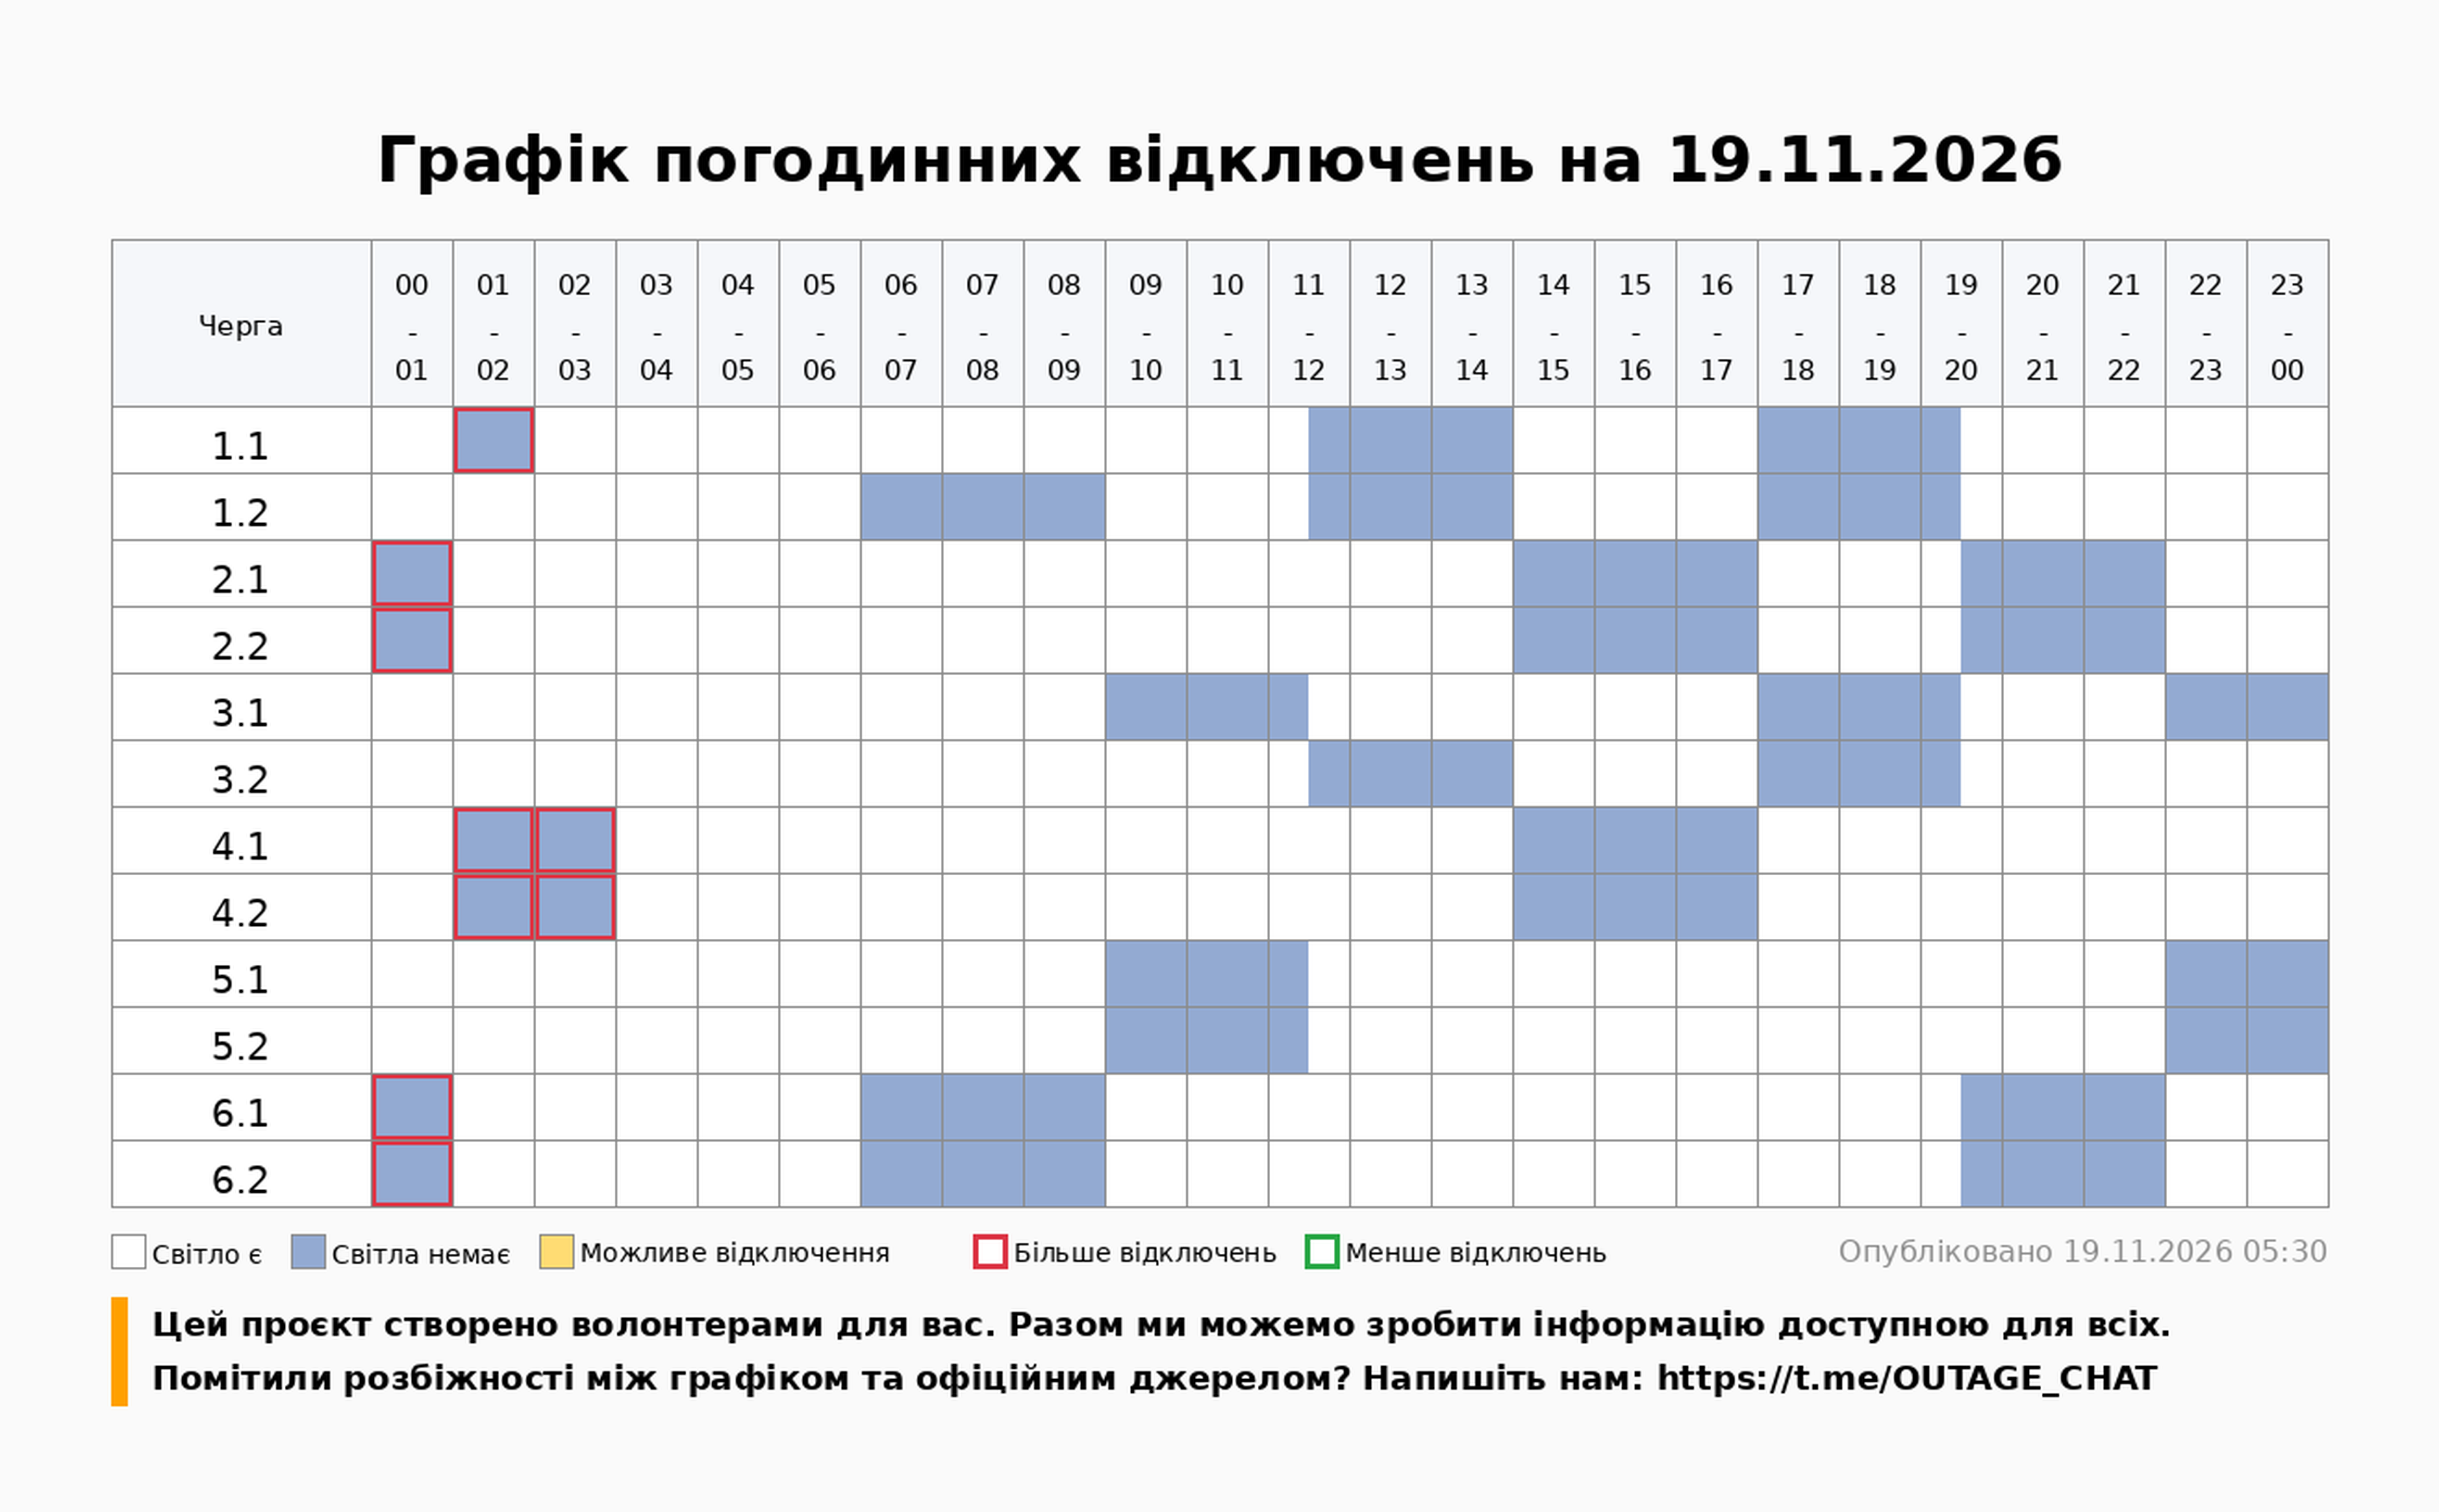 Графік погодинних відключень на 19.11.2026
Черга 00 - 01 01 - 02 02 - 03 03 - 04 04 - 05 05 - 06 06 - 07 07 - 08 08 - 09 09 - 10 10 - 11 11 - 12 12 - 13 13 - 14 14 - 15 15 - 16 16 - 17 17 - 18 18 - 19 19 - 20 20 - 21 21 - 22 22 - 23 23 - 00
1.1
1.2
2.1
2.2
3.1
3.2
4.1
4.2
5.1
5.2
6.1
6.2
Світло є Світла немає Можливе відключення Більше відключень Менше відключень Опубліковано 19.11.2026 05:30
Цей проєкт створено волонтерами для вас. Разом ми можемо зробити інформацію доступною для всіх.
Помітили розбіжності між графіком та офіційним джерелом? Напишіть нам: https://t.me/OUTAGE_CHAT